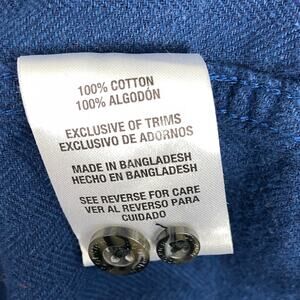 100% COTTON
100% ALGODÓN
EXCLUSIVE OF TRIMS
EXCLUSIVO DE ADORNOS
MADE IN BANGLADESH
HECHO EN BANGLADESH
SEE REVERSE FOR CARE
VER AL REVERSO PARA
CUIDADO